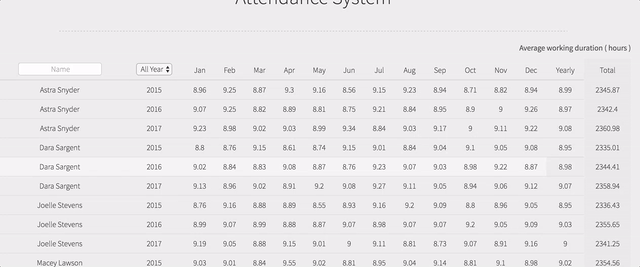 Attendance System
Average working duration ( hours )
Name All Year Jan Feb Mar Apr May Jun Jul Aug Sep Oct Nov Dec Yearly Total
Astra Snyder 2015 8.96 9.25 8.87 9.3 9.16 8.56 9.15 9.23 8.94 8.71 8.82 8.94 8.99 2345.87
Astra Snyder 2016 9.07 9.25 8.82 8.89 8.81 8.75 9.21 8.84 8.95 8.9 9 9.26 8.97 2342.4
Astra Snyder 2017 9.23 8.98 9.02 9.03 8.99 9.34 8.84 9.03 9.17 9 9.11 9.22 9.08 2360.98
Dara Sargent 2015 8.8 8.76 9.15 8.61 8.74 9.15 9.01 8.84 9.04 9.1 9.05 9.08 8.95 2335.01
Dara Sargent 2016 9.02 8.84 8.83 9.08 8.87 8.76 9.23 9.07 9.03 8.98 9.22 8.87 8.98 2344.41
Dara Sargent 2017 9.13 8.96 9.02 8.91 9.2 9.08 9.27 9.11 9.05 8.94 9.06 9.12 9.07 2358.94
Joelle Stevens 2015 8.76 9.16 8.88 8.89 8.55 8.93 9.16 9.2 9.09 8.8 8.96 9.05 8.95 2336.43
Joelle Stevens 2016 8.99 9.07 8.99 8.88 8.87 9.07 8.98 9.07 9.07 9.2 9.05 9.09 9.03 2355.65
Joelle Stevens 2017 9.19 9.05 8.88 9.15 9.01 9 9.11 8.81 8.73 9.07 8.91 9.16 9 2341.25
Macey Lawson 2015 9.03 9.01 8.84 9.55 9.02 8.81 8.95 9.04 9.14 8.81 9.1 8.98 9.02 2354.56